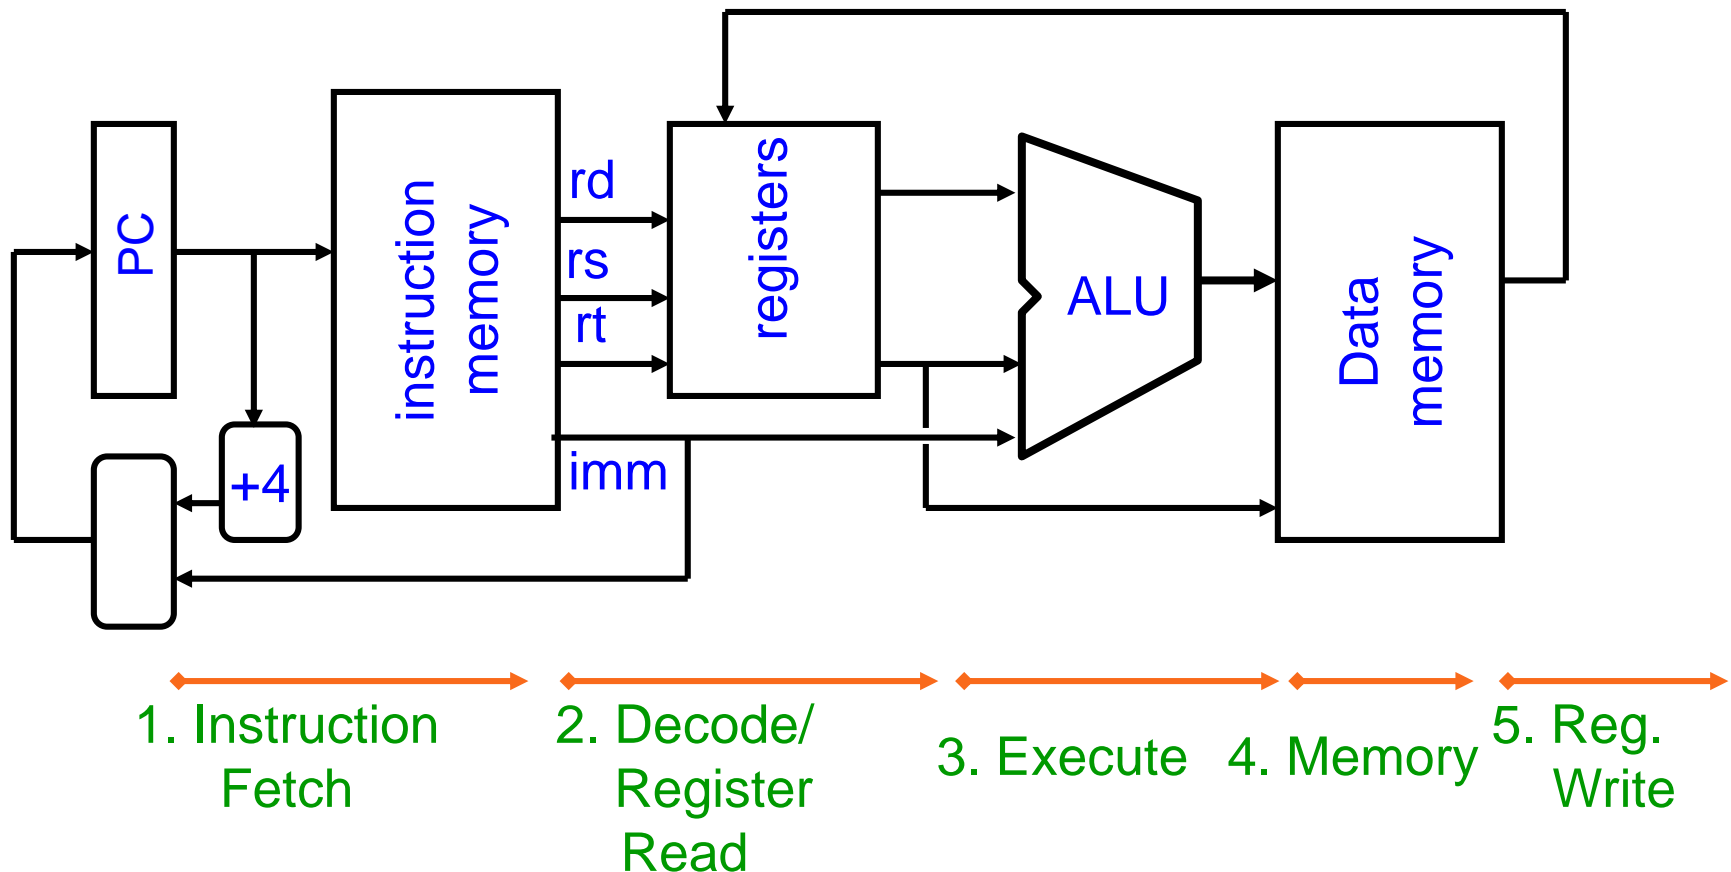 PC
+4
instruction
memory
rd
rs
rt
imm
registers
ALU
Data
memory
1. Instruction
Fetch
2. Decode/
Register
Read
3. Execute
4. Memory
5. Reg.
Write